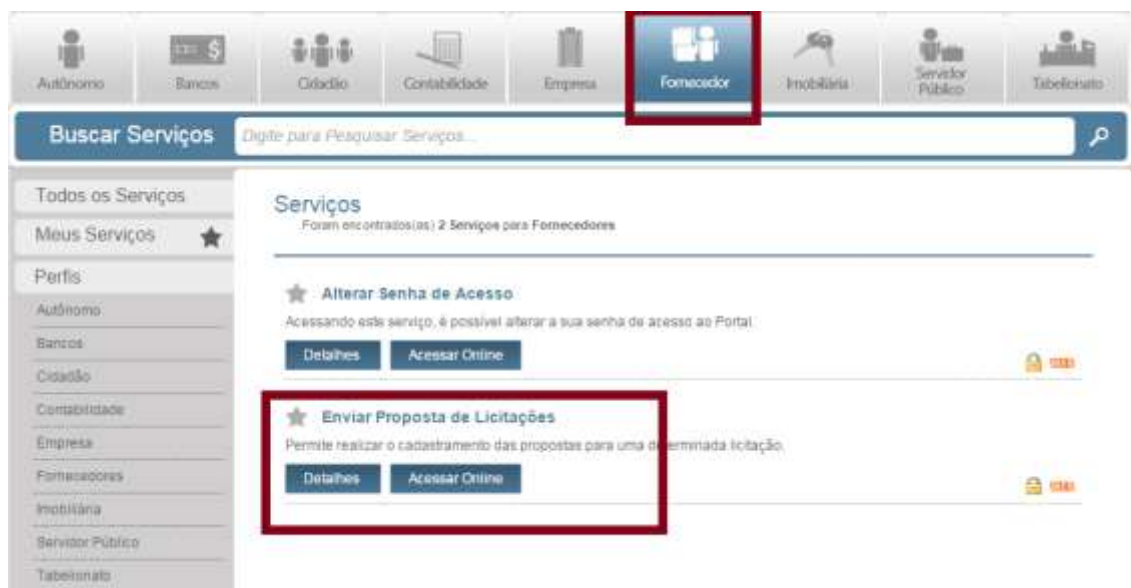 Autônomo
Bancos
Cidadão
Contabilidade
Empresa
Fornecedor
Imobiliária
Servidor
Público
Tabelionato
Buscar Serviços
Digite para Pesquisar Serviços...
Todos os Serviços
Meus Serviços
Perfis
Autônomo
Bancos
Cidadão
Contabilidade
Empresa
Fornecedores
Imobiliária
Servidor Público
Tabelionato
Serviços
Foram encontrados(as) 2 Serviços para Fornecedores
Alterar Senha de Acesso
Acessando este serviço, é possível alterar a sua senha de acesso ao Portal.
Detalhes
Acessar Online
Enviar Proposta de Licitações
Permite realizar o cadastramento das propostas para uma determinada licitação.
Detalhes
Acessar Online